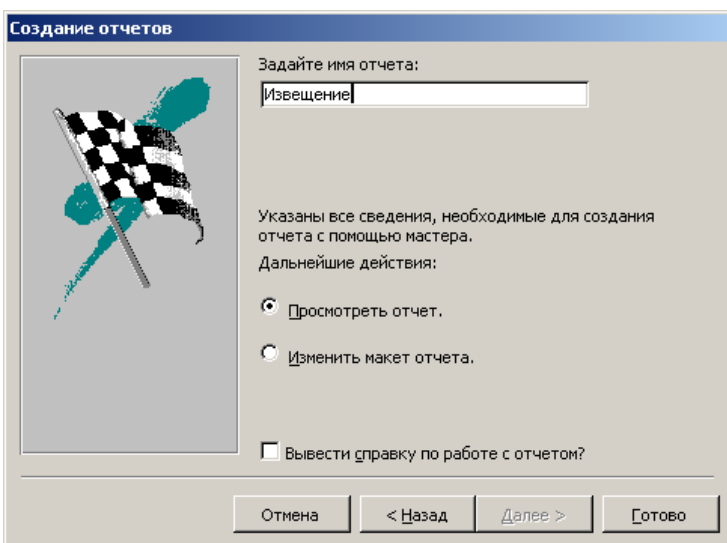 Создание отчетов
Задайте имя отчета:
Извещение
Указаны все сведения, необходимые для создания
отчета с помощью мастера.
Дальнейшие действия:
Просмотреть отчет.
Изменить макет отчета.
Вывести справку по работе с отчетом?
Отмена
< Назад
Далее >
Готово